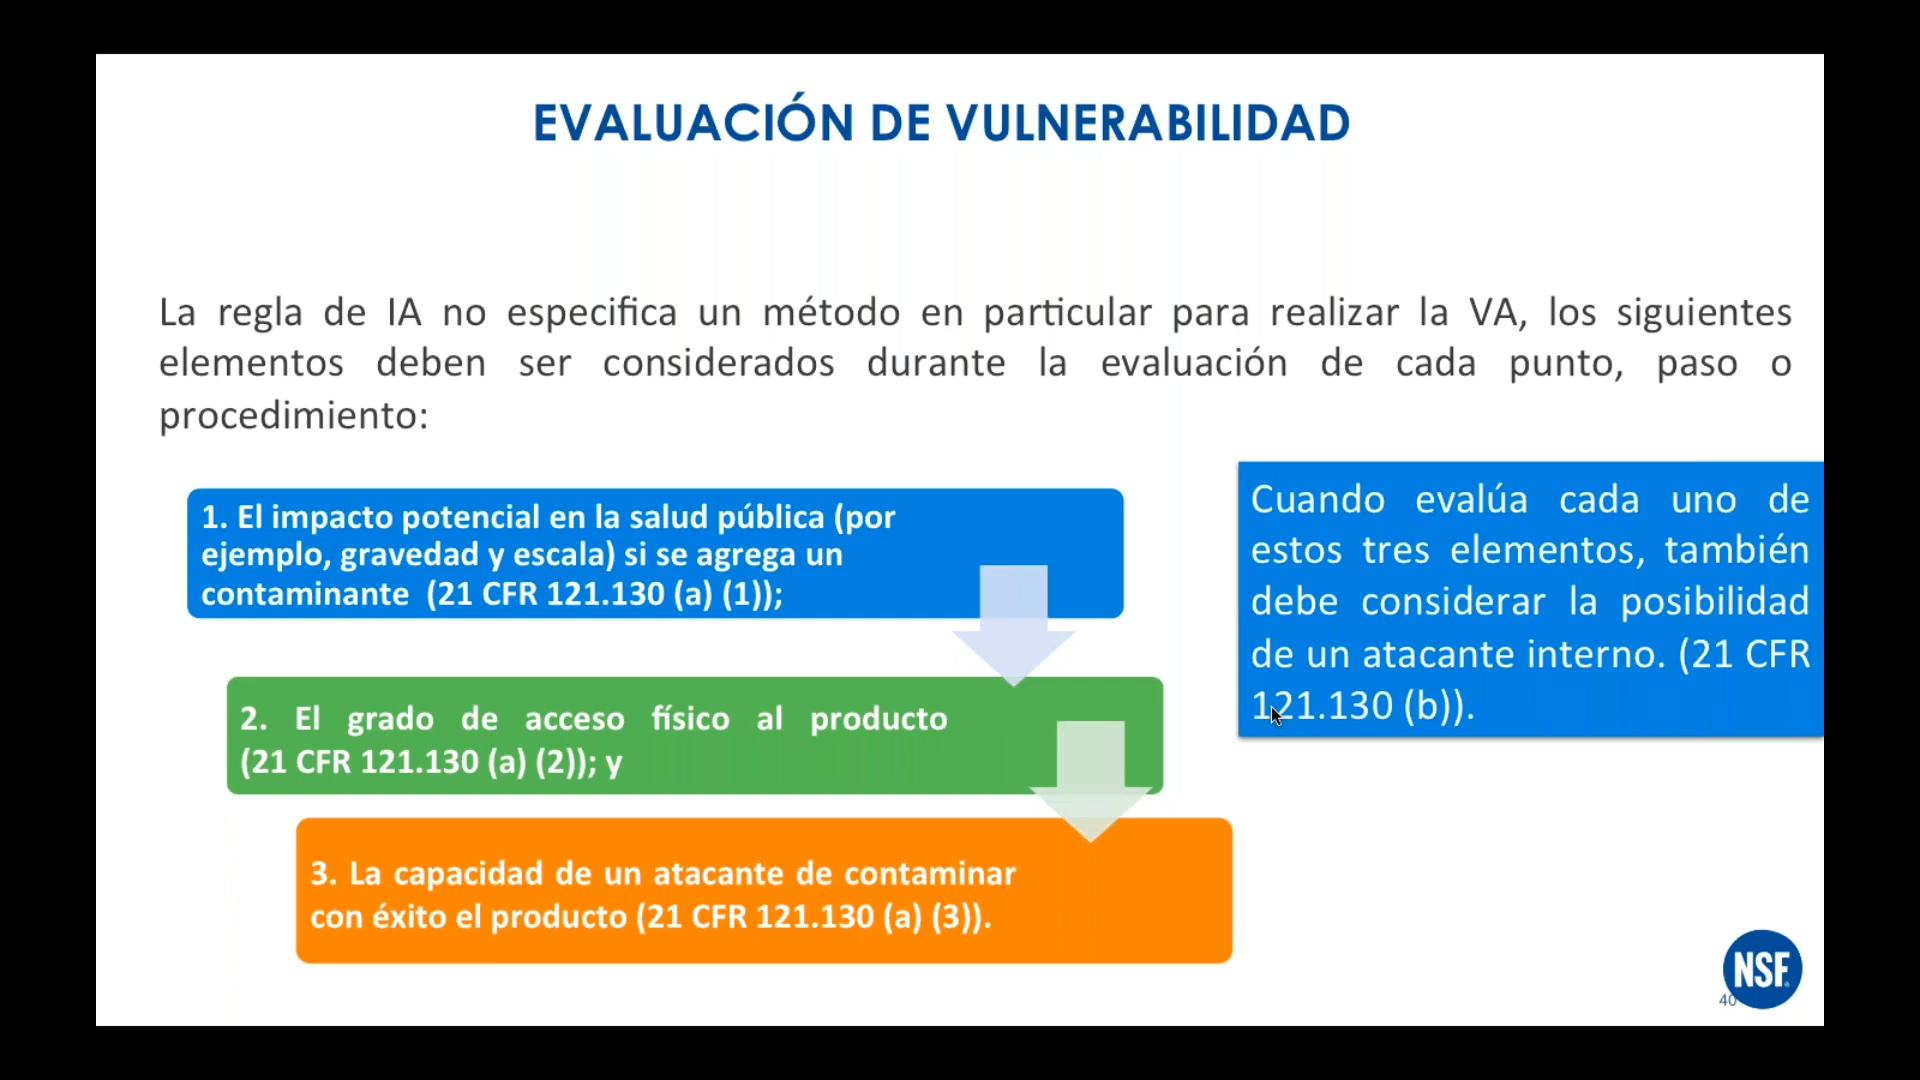 EVALUACIÓN DE VULNERABILIDAD
La regla de IA no especifica un método en particular para realizar la VA, los siguientes
elementos deben ser considerados durante la evaluación de cada punto, paso o
procedimiento:
1. El impacto potencial en la salud pública (por
ejemplo, gravedad y escala) si se agrega un
contaminante (21 CFR 121.130 (a) (1));
2. El grado de acceso físico al producto
(21 CFR 121.130 (a) (2)); y
3. La capacidad de un atacante de contaminar
con éxito el producto (21 CFR 121.130 (a) (3)).
Cuando evalúa cada uno de
estos tres elementos, también
debe considerar la posibilidad
de un atacante interno. (21 CFR
121.130 (b)).
NSF
40